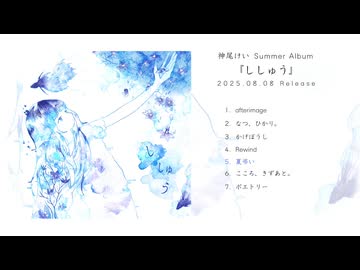 神尾けい Summer Album
『ししゅう』
2025.08.08 Release
1. afterimage
2. なつ、ひかり。
3. かげぼうし
4. Rewind
5. 夏帯い
6. こころ、きずあと。
7. ポエトリー
ししゅう